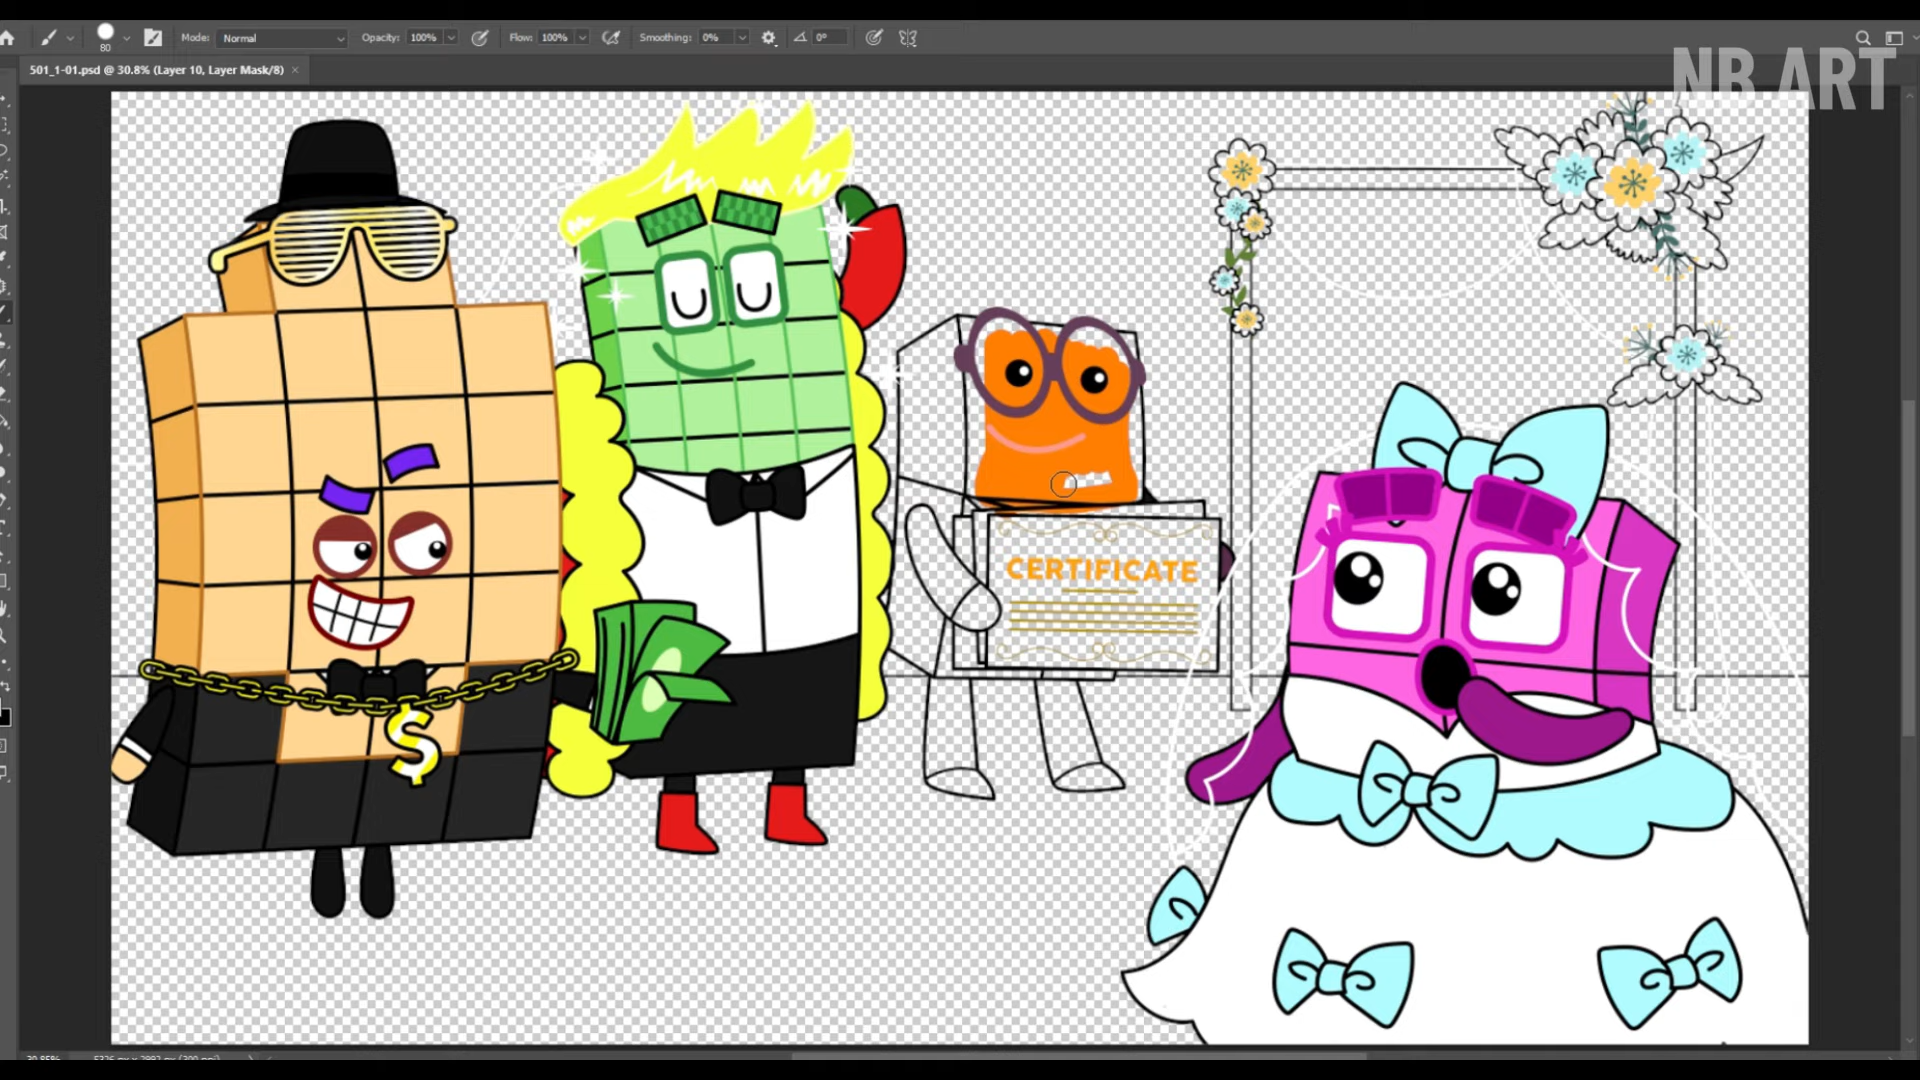 Mode: Normal Opacity: 100% Flow: 100% Smoothing: 0% 0°
80
501_1-01.psd @ 30.8% (Layer 10, Layer Mask/8) ×
NB ART
CERTIFICATE
$